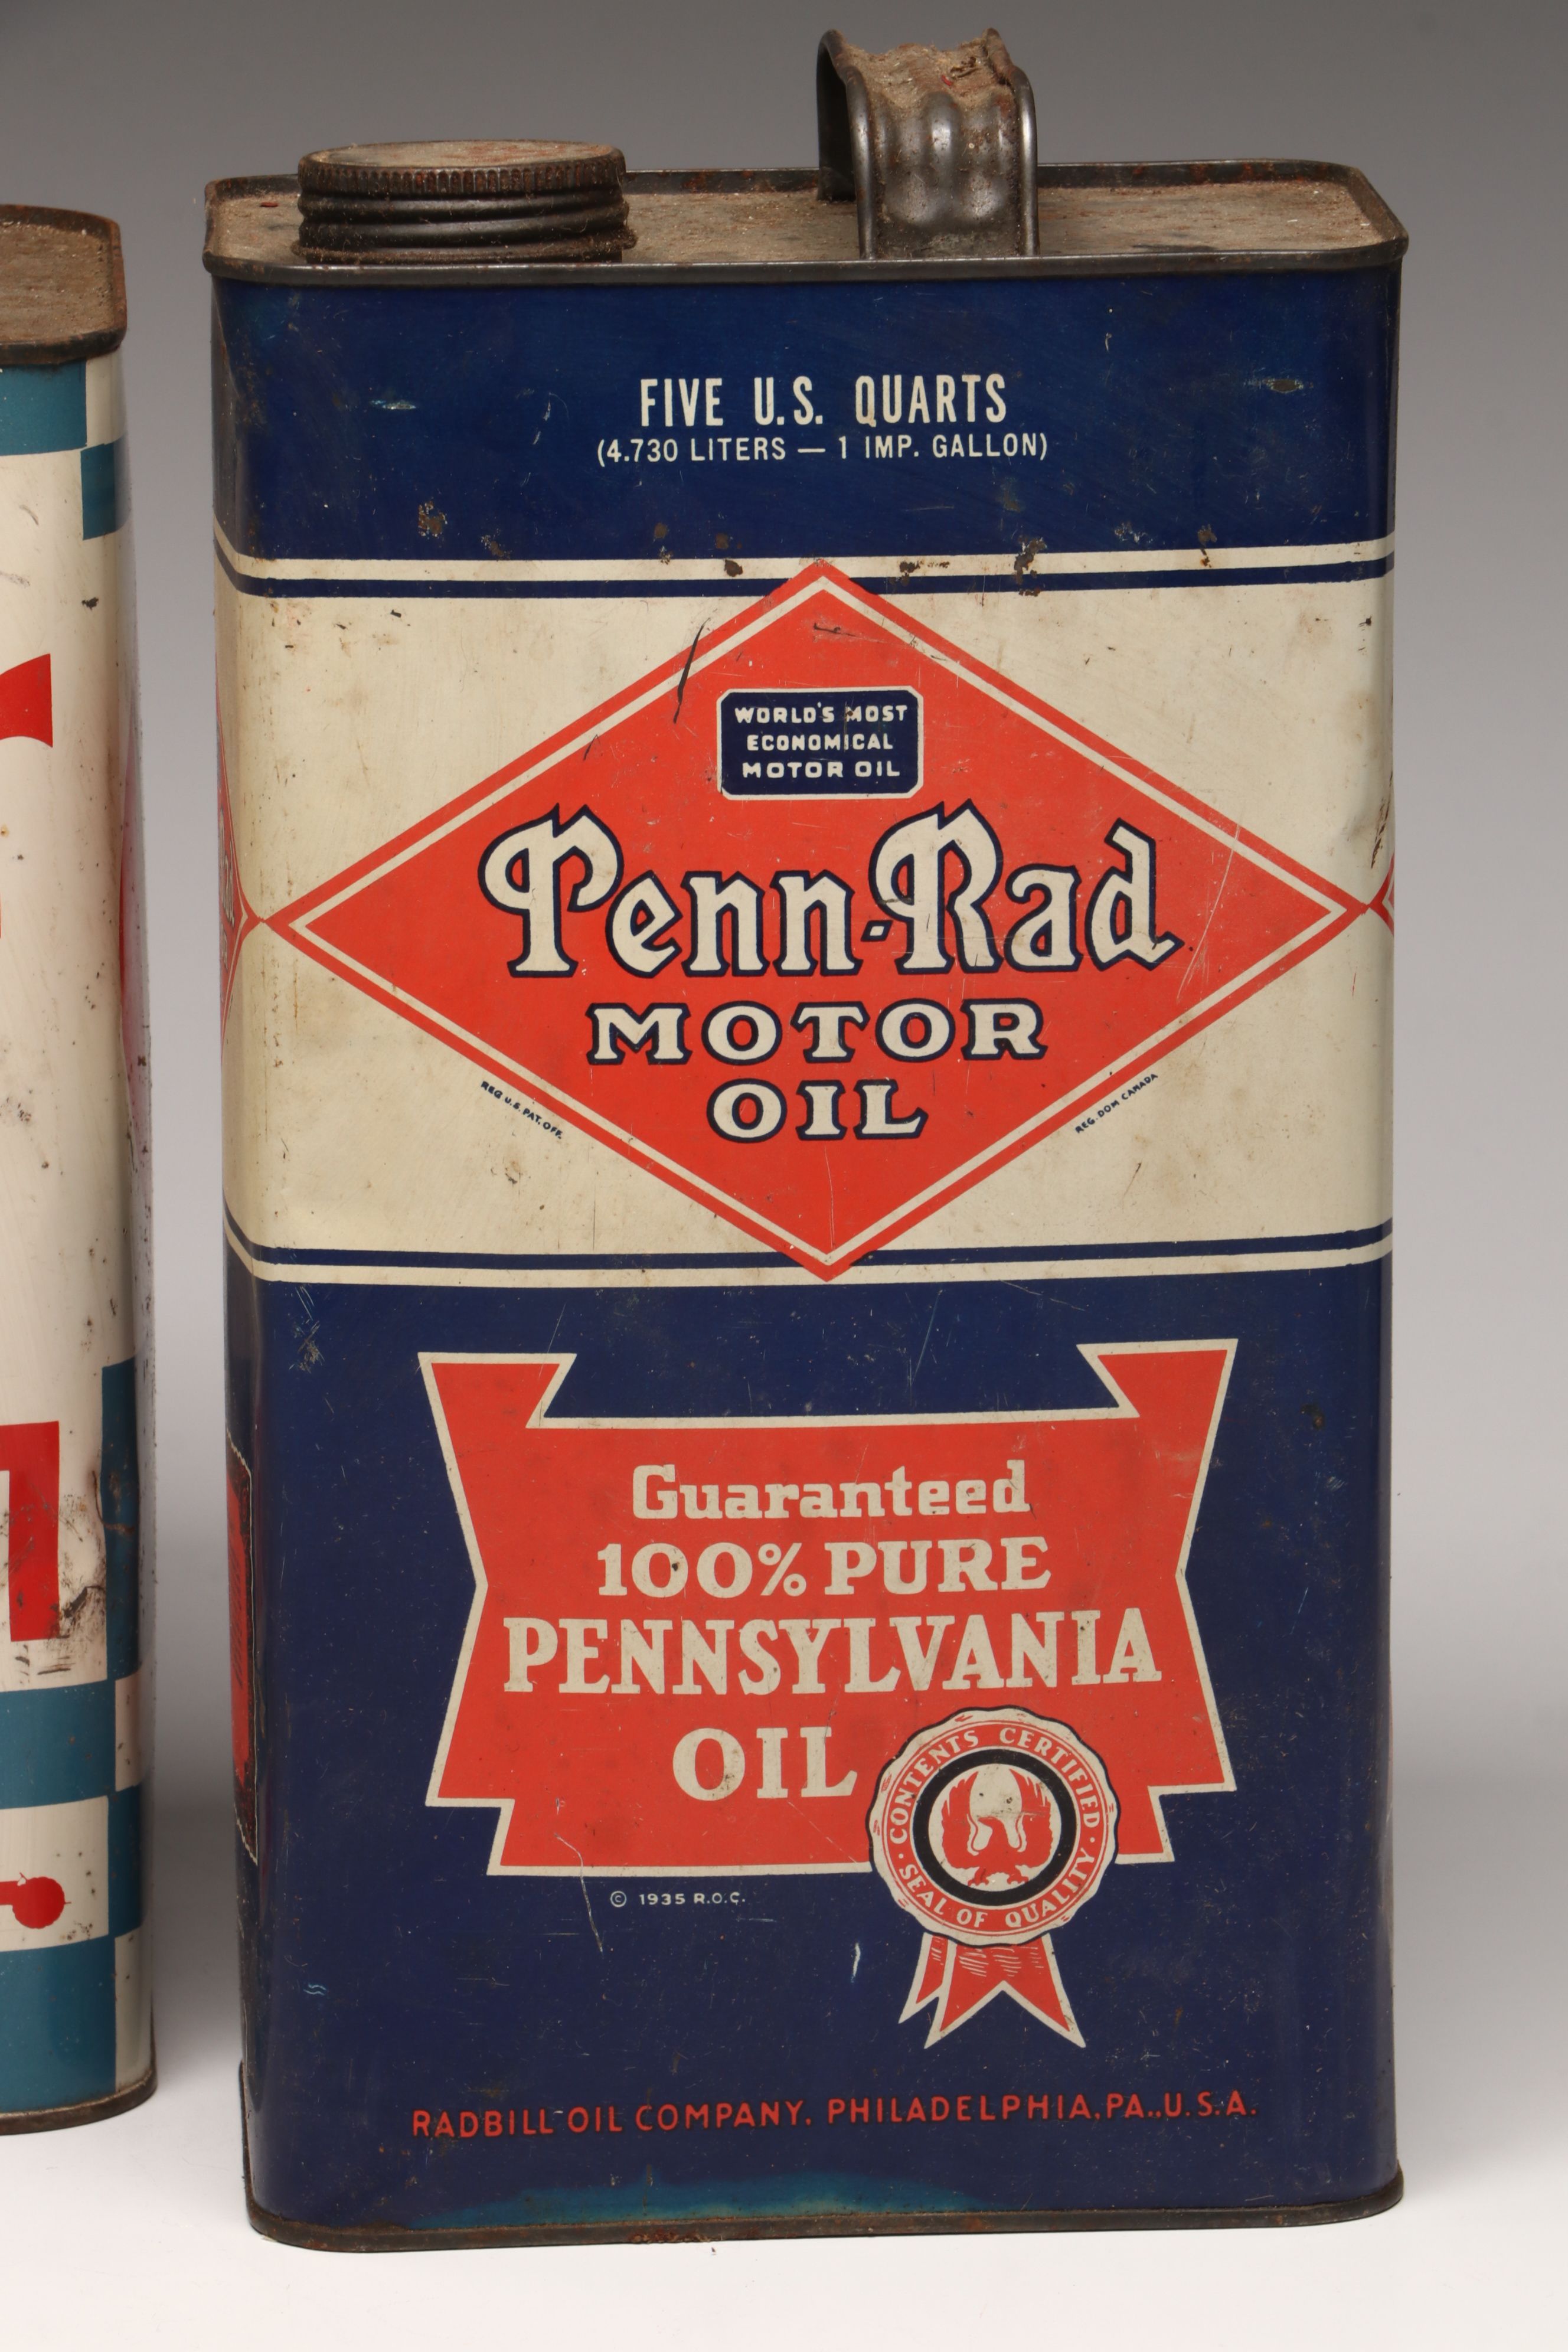 FIVE U.S. QUARTS
(4.730 LITERS — 1 IMP. GALLON)
WORLD'S MOST
ECONOMICAL
MOTOR OIL
Penn-Rad
MOTOR
OIL
REG U.S. PAT. OFF.
REG. DOM CANADA
Guaranteed
100% PURE
PENNSYLVANIA
OIL
· CONTENTS CERTIFIED ·
SEAL OF QUALITY
© 1935 R.O.C.
RADBILL OIL COMPANY. PHILADELPHIA, PA., U.S.A.